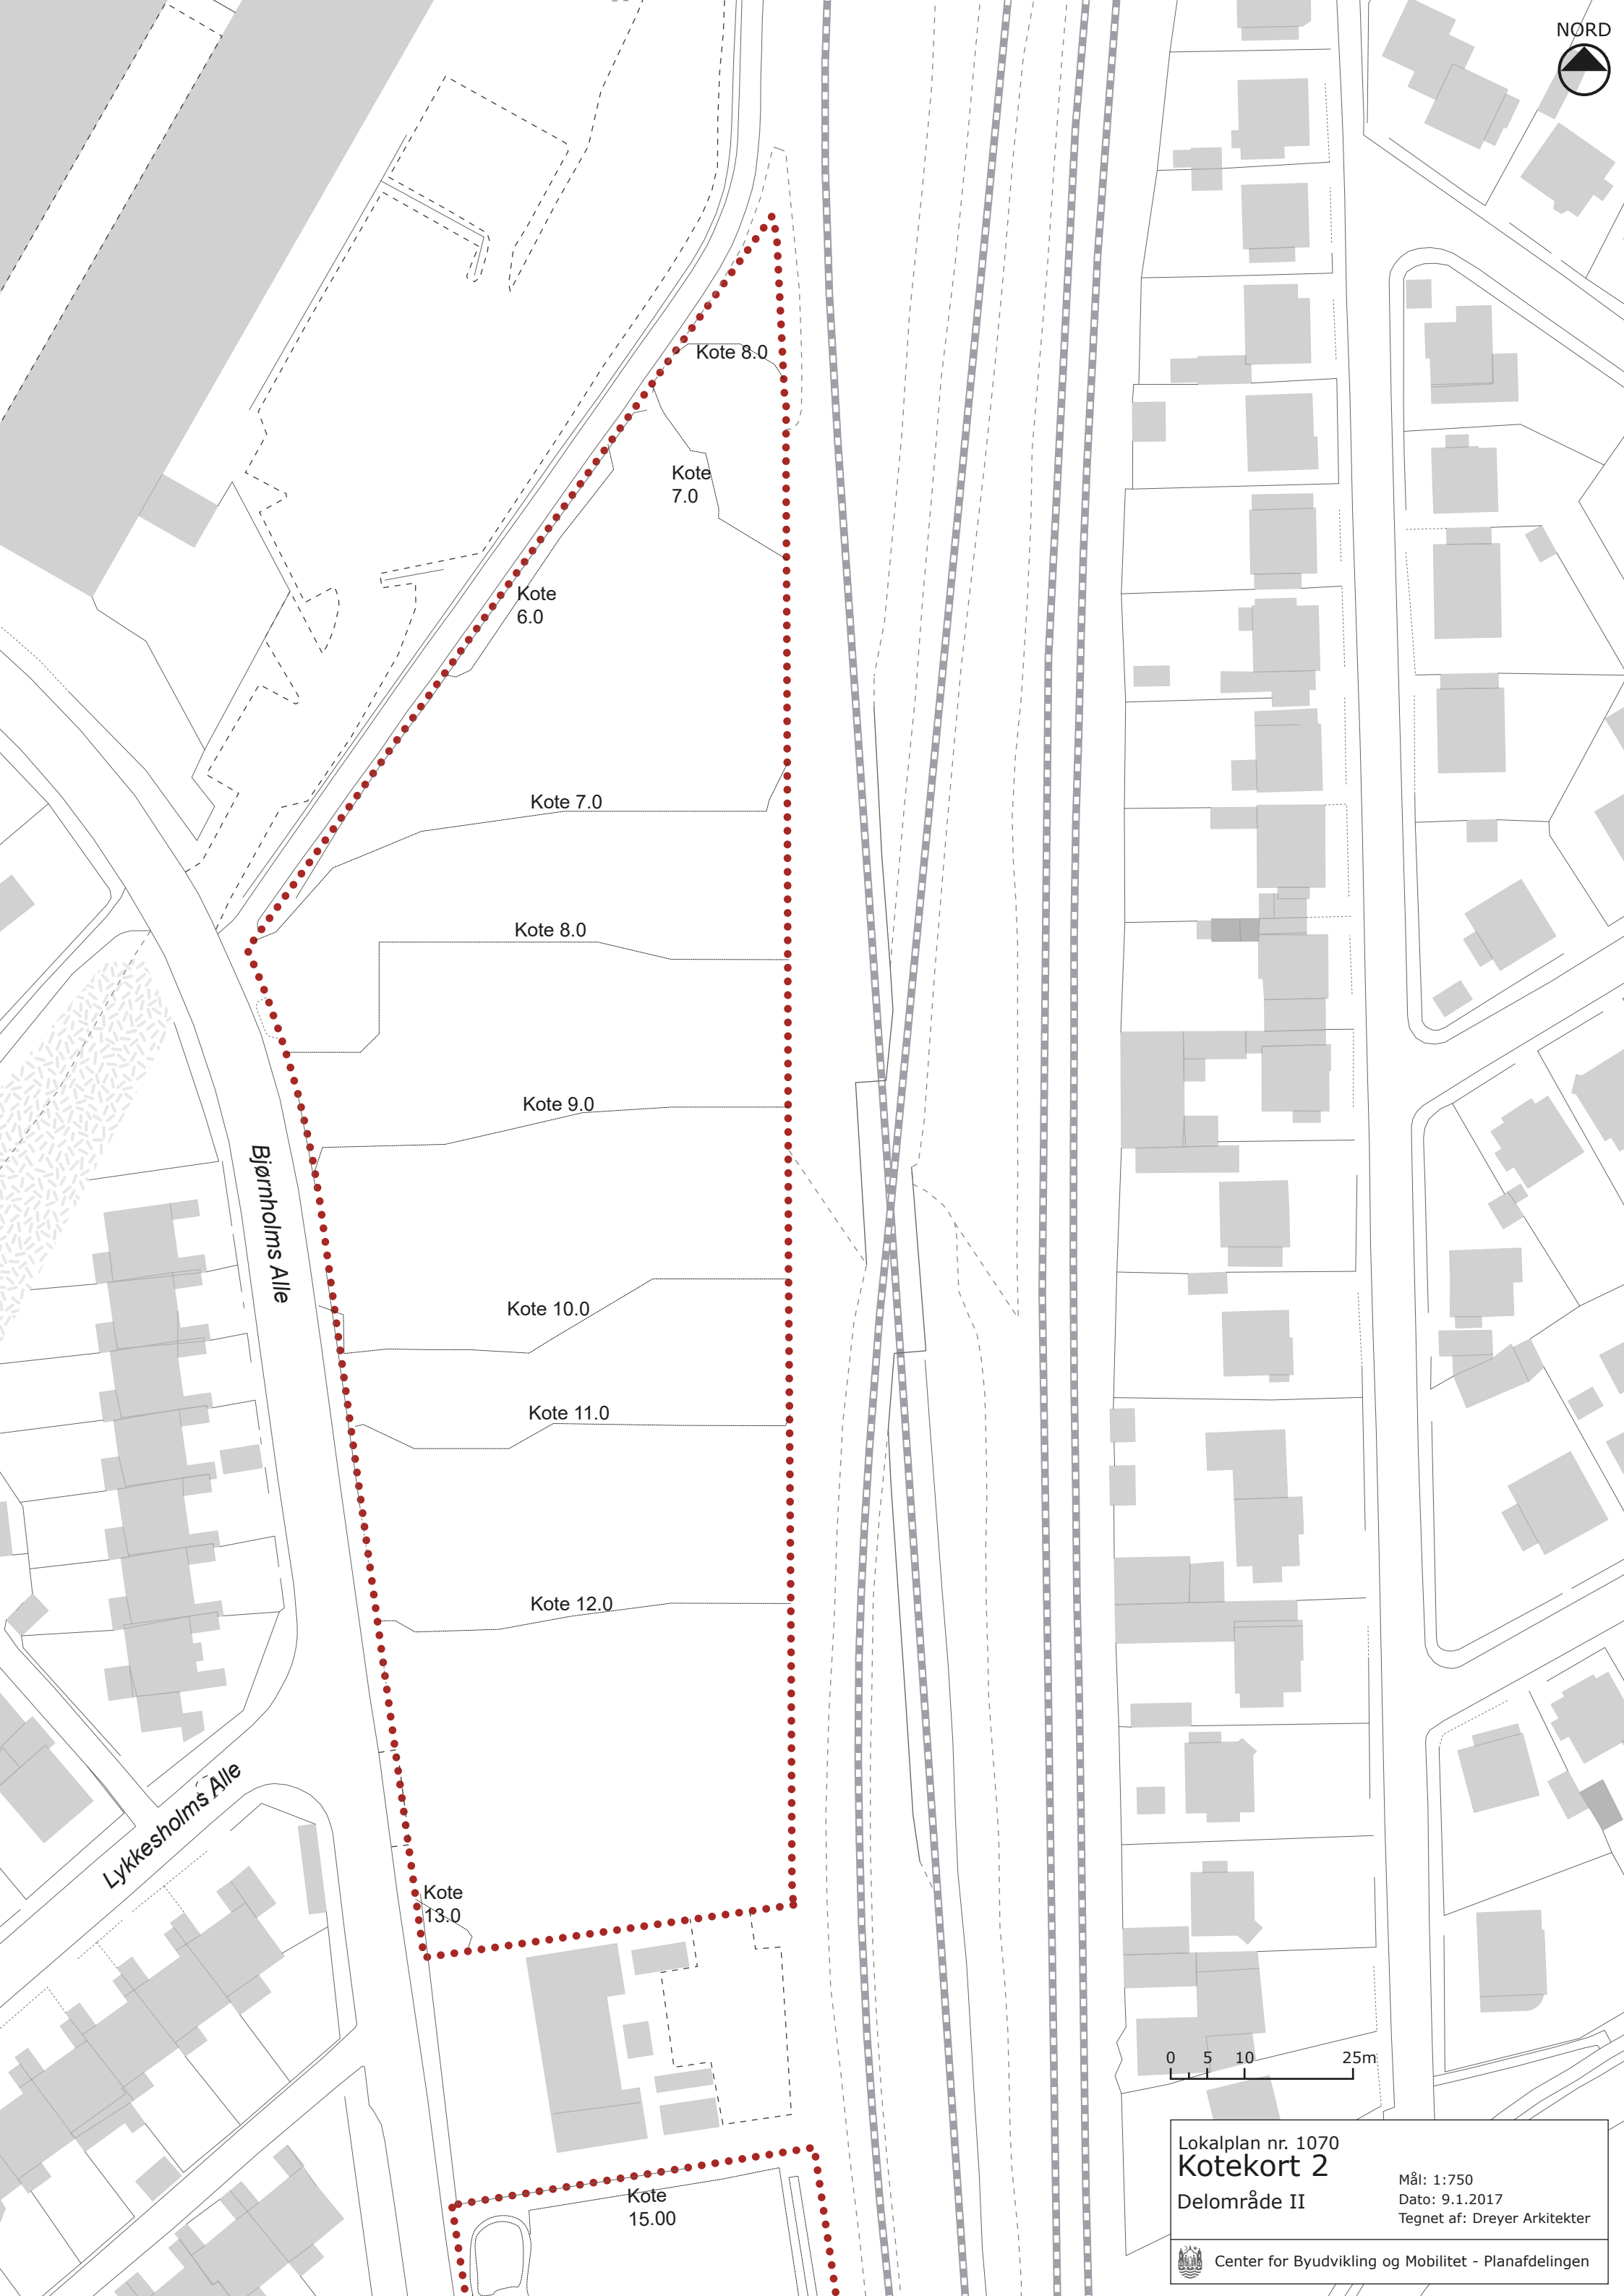 NORD
Kote 8.0
Kote
7.0
Kote
6.0
Kote 7.0
Kote 8.0
Kote 9.0
Bjørnholms Alle
Kote 10.0
Kote 11.0
Kote 12.0
Lykkesholms Alle
Kote
13.0
0 5 10 25m
Kote
15.00
Lokalplan nr. 1070
Kotekort 2
Delområde II
Mål: 1:750
Dato: 9.1.2017
Tegnet af: Dreyer Arkitekter
Center for Byudvikling og Mobilitet - Planafdelingen